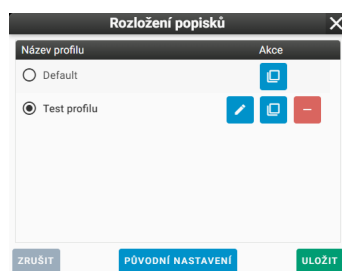 Rozložení popisků
Název profilu Akce
Default
Test profilu
ZRUŠIT PŮVODNÍ NASTAVENÍ ULOŽIT